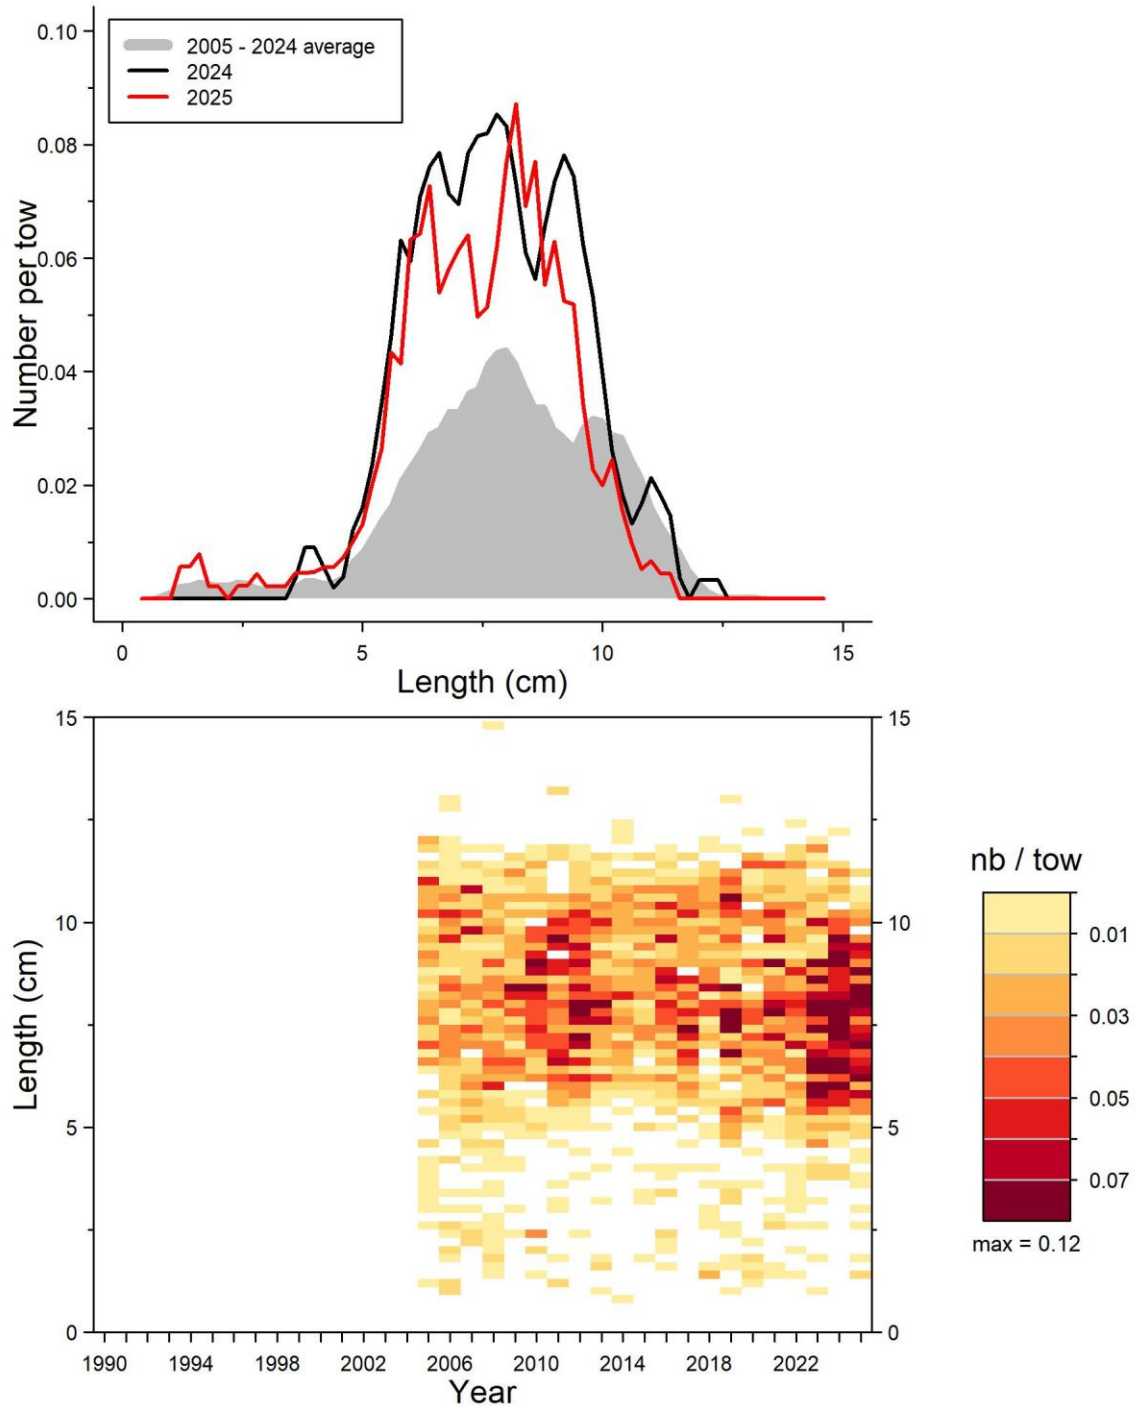 0.10
2005 - 2024 average
2024
2025
0.08
0.06
0.04
0.02
0.00
Number per tow
0 5 10 15
Length (cm)
15 15
10 10
5 5
0 0
Length (cm)
1990 1994 1998 2002 2006 2010 2014 2018 2022
Year
nb / tow
0.01
0.03
0.05
0.07
max = 0.12